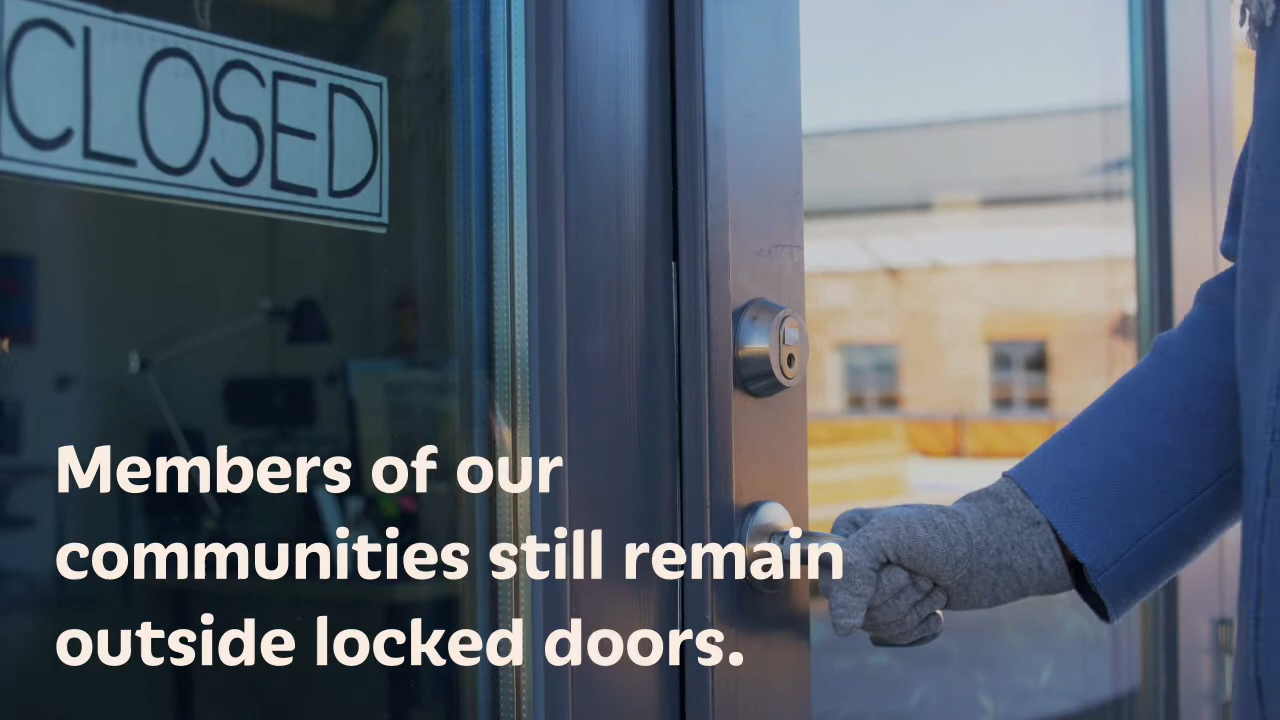 CLOSED
Members of our
communities still remain
outside locked doors.